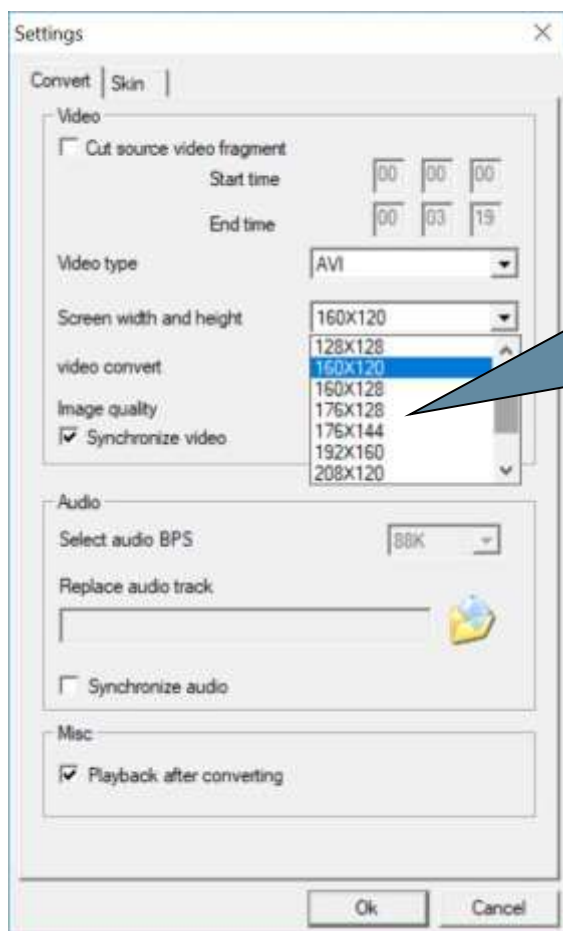 Settings
Convert Skin
Video
Cut source video fragment
Start time 00 00 00
End time 00 03 19
Video type AVI
Screen width and height 160X120
128X128
video convert 160X120
160X128
Image quality 176X128
176X144
Synchronize video 192X160
208X120
Audio
Select audio BPS 88K
Replace audio track
Synchronize audio
Misc
Playback after converting
Ok Cancel